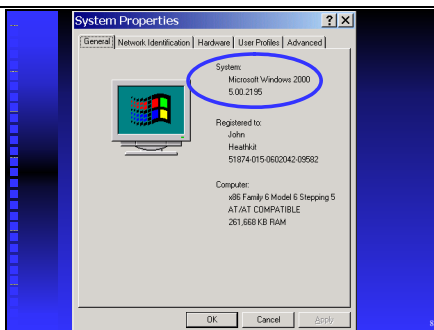 System Properties
General Network Identification Hardware User Profiles Advanced
System:
Microsoft Windows 2000
5.00.2195
Registered to:
John
Heathkit
51874-015-0602042-09582
Computer:
x86 Family 6 Model 6 Stepping 5
AT/AT COMPATIBLE
261,668 KB RAM
OK Cancel Apply
8